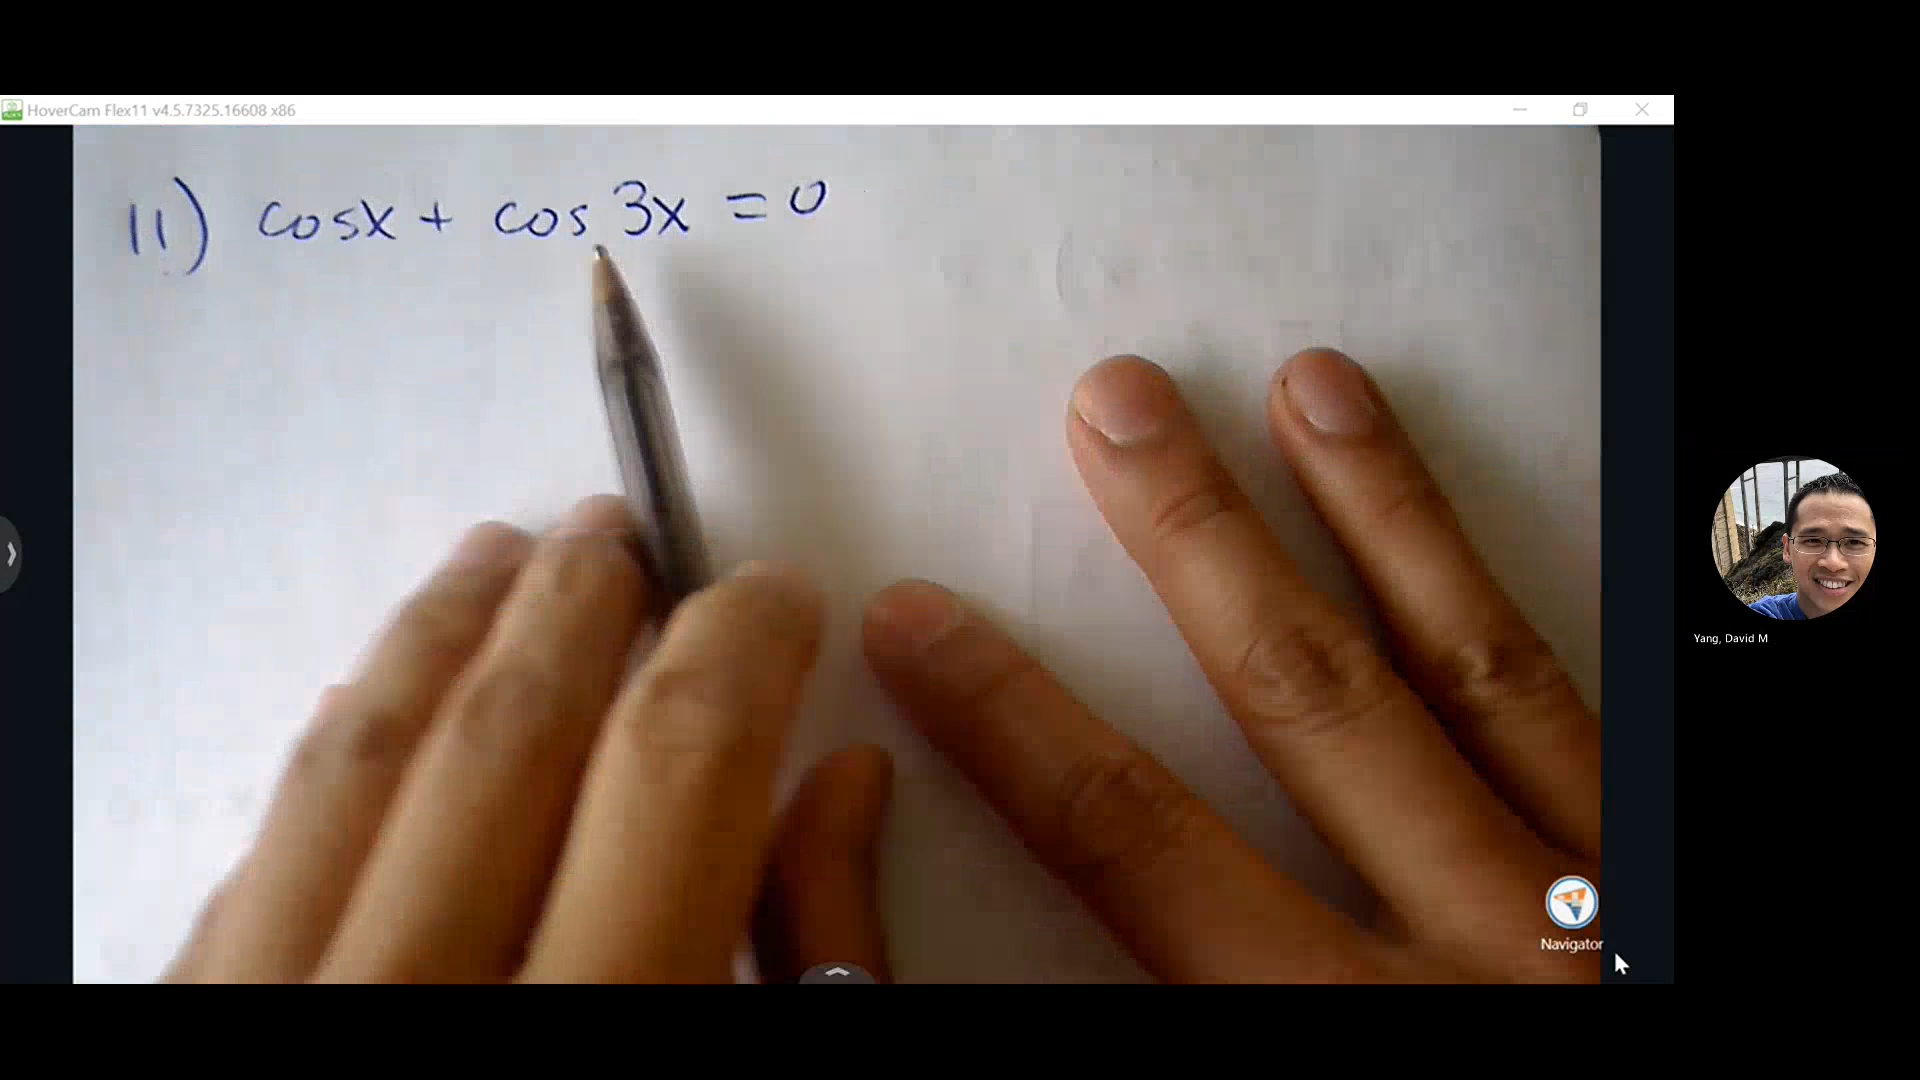 HoverCam Flex11 v4.5.7325.16608 x86
11) cosx + cos 3x = 0
Yang, David M
Navigator